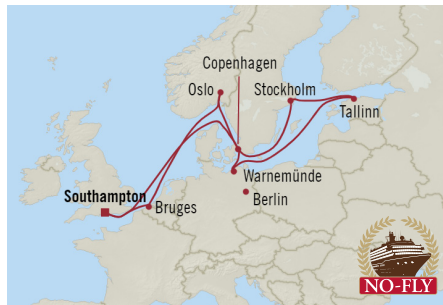 Copenhagen
Oslo
Stockholm
Tallinn
Southampton
Warnemünde
Bruges
Berlin
NO-FLY